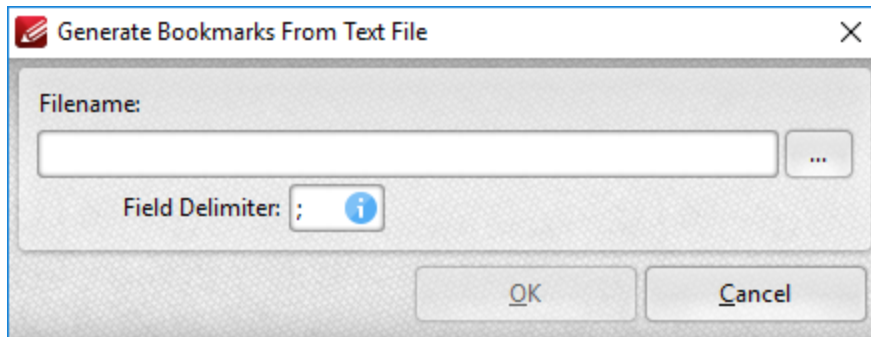 Generate Bookmarks From Text File
Filename:
...
Field Delimiter: ; i
OK
Cancel